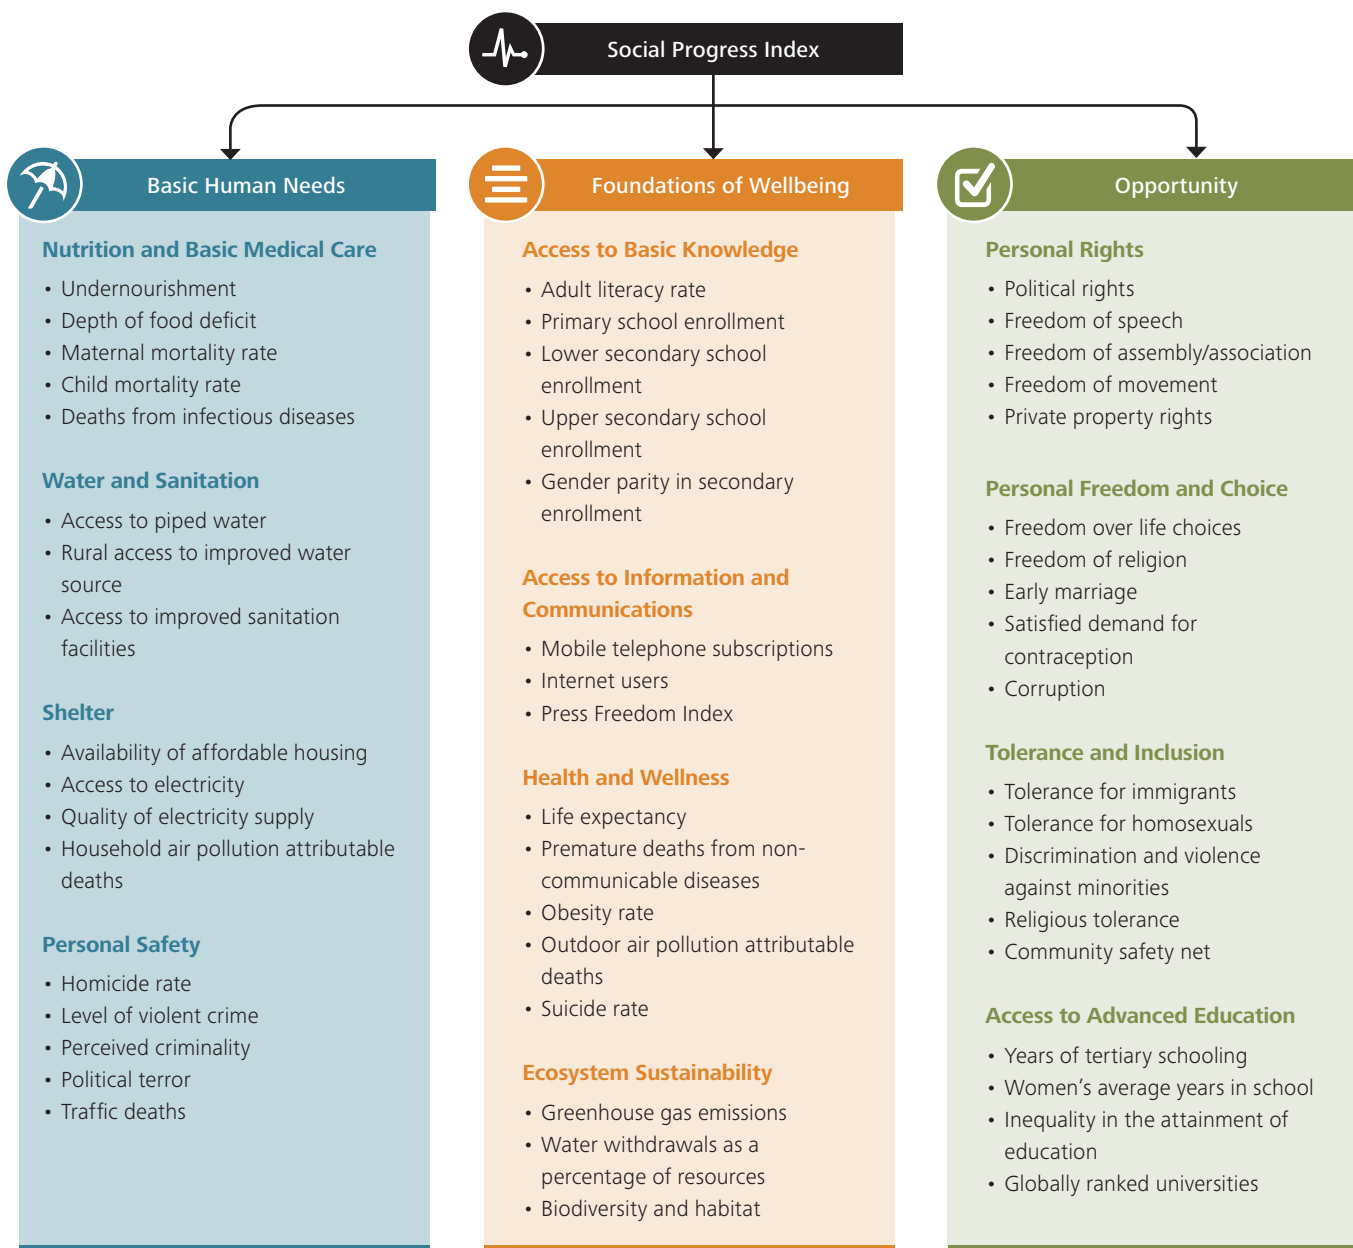 Social Progress Index
Basic Human Needs
Nutrition and Basic Medical Care
• Undernourishment
• Depth of food deficit
• Maternal mortality rate
• Child mortality rate
• Deaths from infectious diseases
Water and Sanitation
• Access to piped water
• Rural access to improved water
source
• Access to improved sanitation
facilities
Shelter
• Availability of affordable housing
• Access to electricity
• Quality of electricity supply
• Household air pollution attributable
deaths
Personal Safety
• Homicide rate
• Level of violent crime
• Perceived criminality
• Political terror
• Traffic deaths
Foundations of Wellbeing
Access to Basic Knowledge
• Adult literacy rate
• Primary school enrollment
• Lower secondary school
enrollment
• Upper secondary school
enrollment
• Gender parity in secondary
enrollment
Access to Information and
Communications
• Mobile telephone subscriptions
• Internet users
• Press Freedom Index
Health and Wellness
• Life expectancy
• Premature deaths from non-
communicable diseases
• Obesity rate
• Outdoor air pollution attributable
deaths
• Suicide rate
Ecosystem Sustainability
• Greenhouse gas emissions
• Water withdrawals as a
percentage of resources
• Biodiversity and habitat
Opportunity
Personal Rights
• Political rights
• Freedom of speech
• Freedom of assembly/association
• Freedom of movement
• Private property rights
Personal Freedom and Choice
• Freedom over life choices
• Freedom of religion
• Early marriage
• Satisfied demand for
contraception
• Corruption
Tolerance and Inclusion
• Tolerance for immigrants
• Tolerance for homosexuals
• Discrimination and violence
against minorities
• Religious tolerance
• Community safety net
Access to Advanced Education
• Years of tertiary schooling
• Women’s average years in school
• Inequality in the attainment of
education
• Globally ranked universities